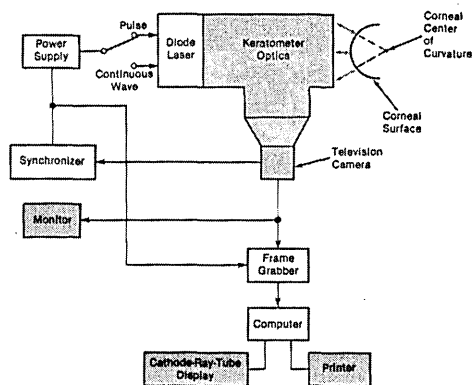 Pulse
Power
Supply
Continuous
Wave
Diode
Laser
Keratometer
Optics
Corneal
Center
of
Curvature
Corneal
Surface
Television
Camera
Synchronizer
Monitor
Frame
Grabber
Computer
Cathode-Ray-Tube
Display
Printer